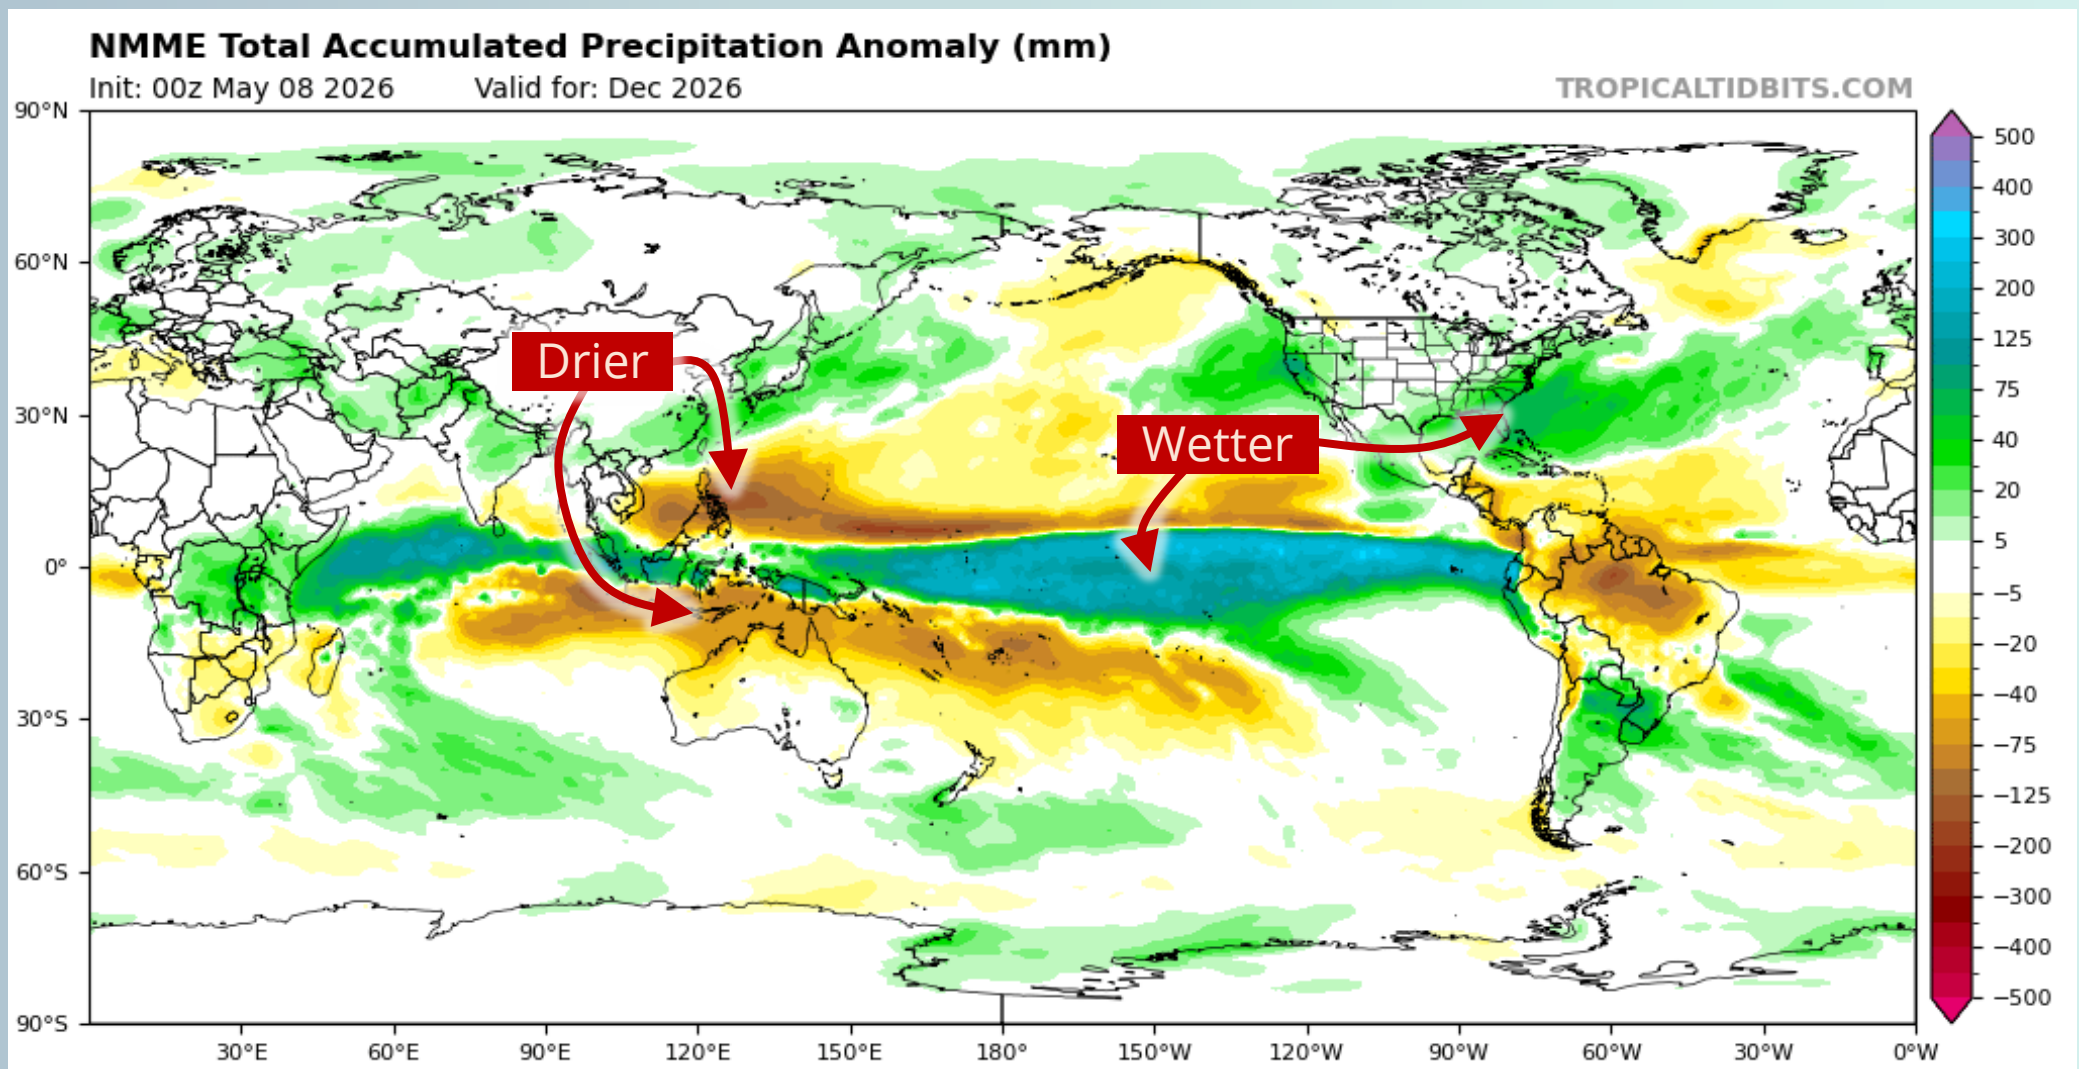 NMME Total Accumulated Precipitation Anomaly (mm)
Init: 00z May 08 2026 Valid for: Dec 2026
TROPICALTIDBITS.COM
90°N
60°N
30°N
0°
30°S
60°S
90°S
Drier
Wetter
30°E 60°E 90°E 120°E 150°E 180° 150°W 120°W 90°W 60°W 30°W 0°W
500
400
300
200
125
75
40
20
5
−5
−20
−40
−75
−125
−200
−300
−400
−500